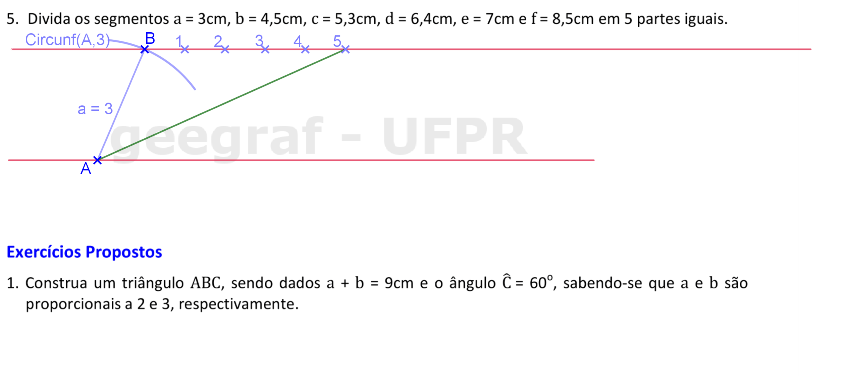 5. Divida os segmentos a = 3cm, b = 4,5cm, c = 5,3cm, d = 6,4cm, e = 7cm e f = 8,5cm em 5 partes iguais.
Circunf(A,3) B 1 2 3 4 5
a = 3
geegraf - UFPR
A
Exercícios Propostos
1. Construa um triângulo ABC, sendo dados a + b = 9cm e o ângulo Ĉ = 60°, sabendo-se que a e b são
proporcionais a 2 e 3, respectivamente.